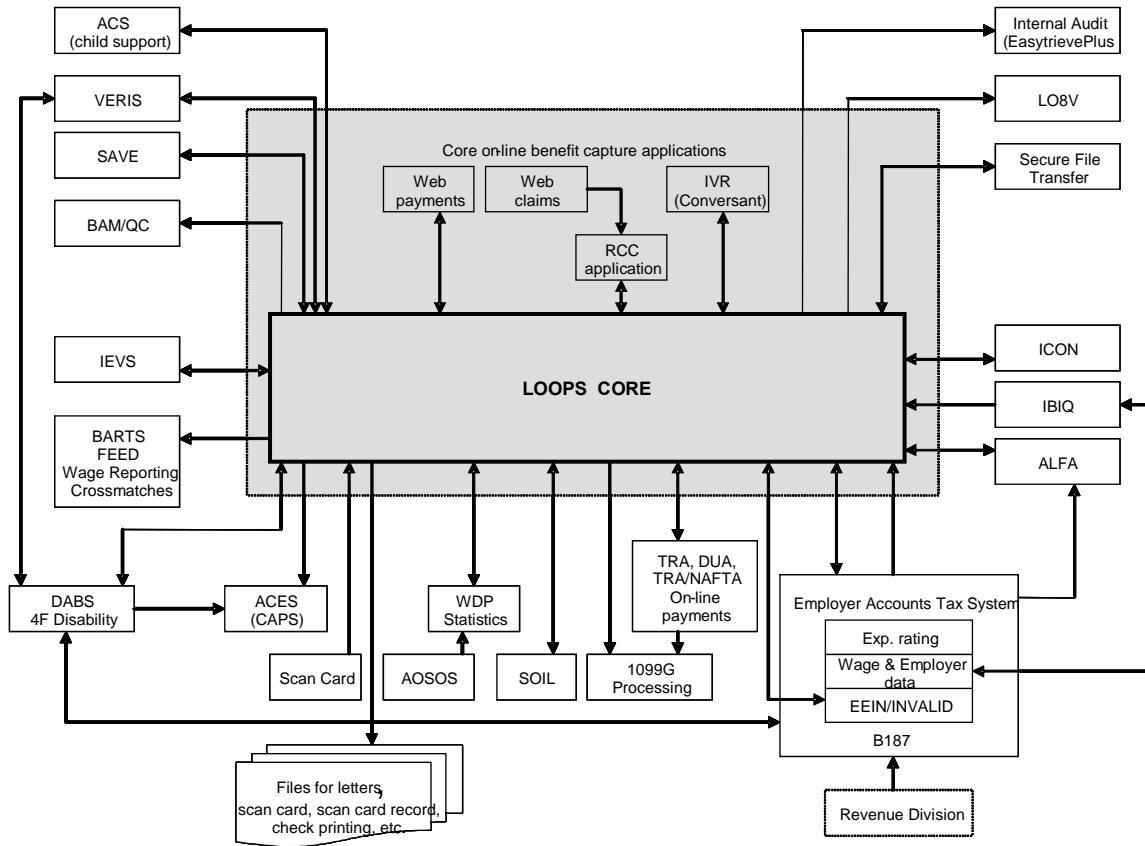 ACS
(child support)
Internal Audit
(EasytrievePlus
VERIS
LO8V
SAVE
Core on-line benefit capture applications
Secure File
Transfer
Web
payments
Web
claims
IVR
(Conversant)
BAM/QC
RCC
application
IEVS
LOOPS CORE
ICON
IBIQ
BARTS
FEED
Wage Reporting
Crossmatches
ALFA
DABS
4F Disability
ACES
(CAPS)
WDP
Statistics
TRA, DUA,
TRA/NAFTA
On-line
payments
Employer Accounts Tax System
Exp. rating
Wage & Employer
data
EEIN/INVALID
B187
Scan Card
AOSOS
SOIL
1099G
Processing
Files for letters,
scan card, scan card record,
check printing, etc.
Revenue Division